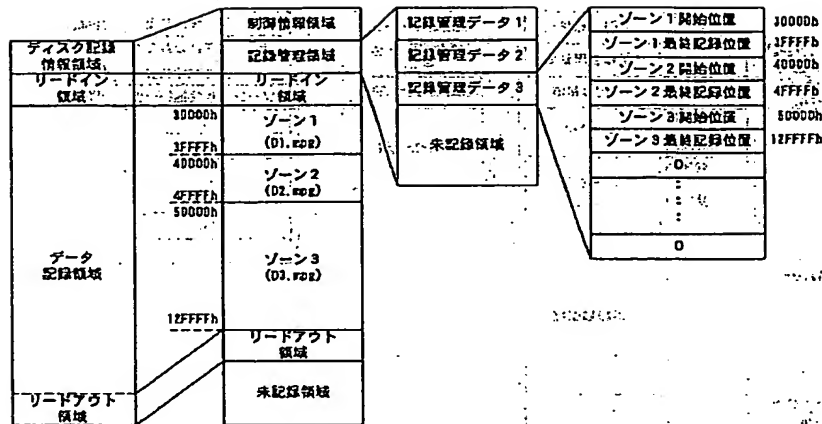 ディスク記録
情報領域
リードイン
領域
データ
記録領域
リードアウト
領域
制御情報領域
記録管理領域
リードイン
領域
30000h
ゾーン1
(D1.mpg)
3FFFFh
40000h
ゾーン2
(D2.mpg)
4FFFFh
50000h
ゾーン3
(D3.mpg)
12FFFFh
リードアウト
領域
未記録領域
記録管理データ1
記録管理データ2
記録管理データ3
未記録領域
ゾーン1開始位置 30000h
ゾーン1最終記録位置 3FFFFh
ゾーン2開始位置 40000h
ゾーン2最終記録位置 4FFFFh
ゾーン3開始位置 50000h
ゾーン3最終記録位置 12FFFFh
0
0